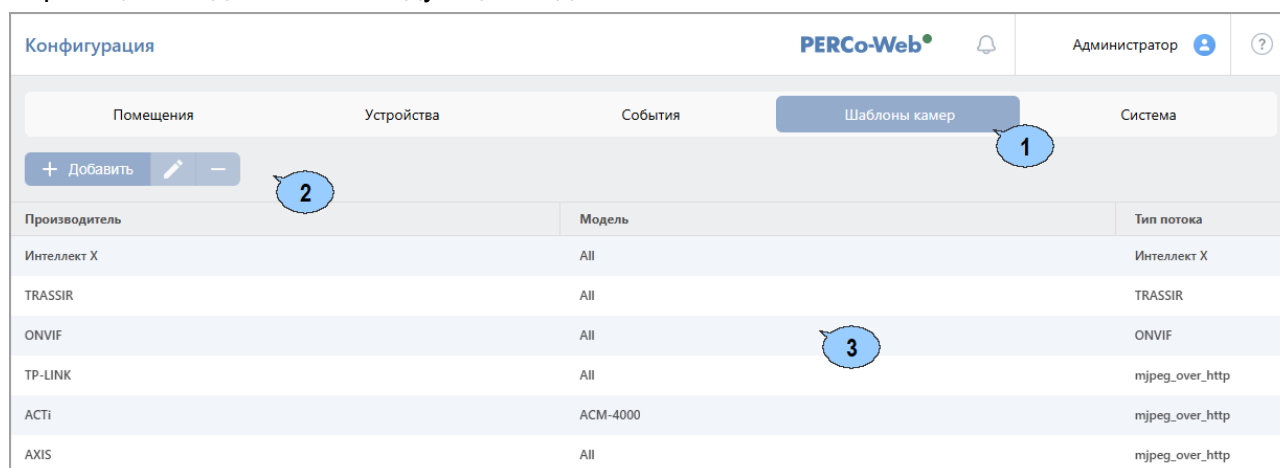 Конфигурация PERCo-Web Администратор ?
Помещения Устройства События Шаблоны камер Система
1
+ Добавить
2
Производитель Модель Тип потока
Интеллект X All Интеллект X
TRASSIR All TRASSIR
ONVIF All ONVIF
3
TP-LINK All mjpeg_over_http
ACTi ACM-4000 mjpeg_over_http
AXIS All mjpeg_over_http